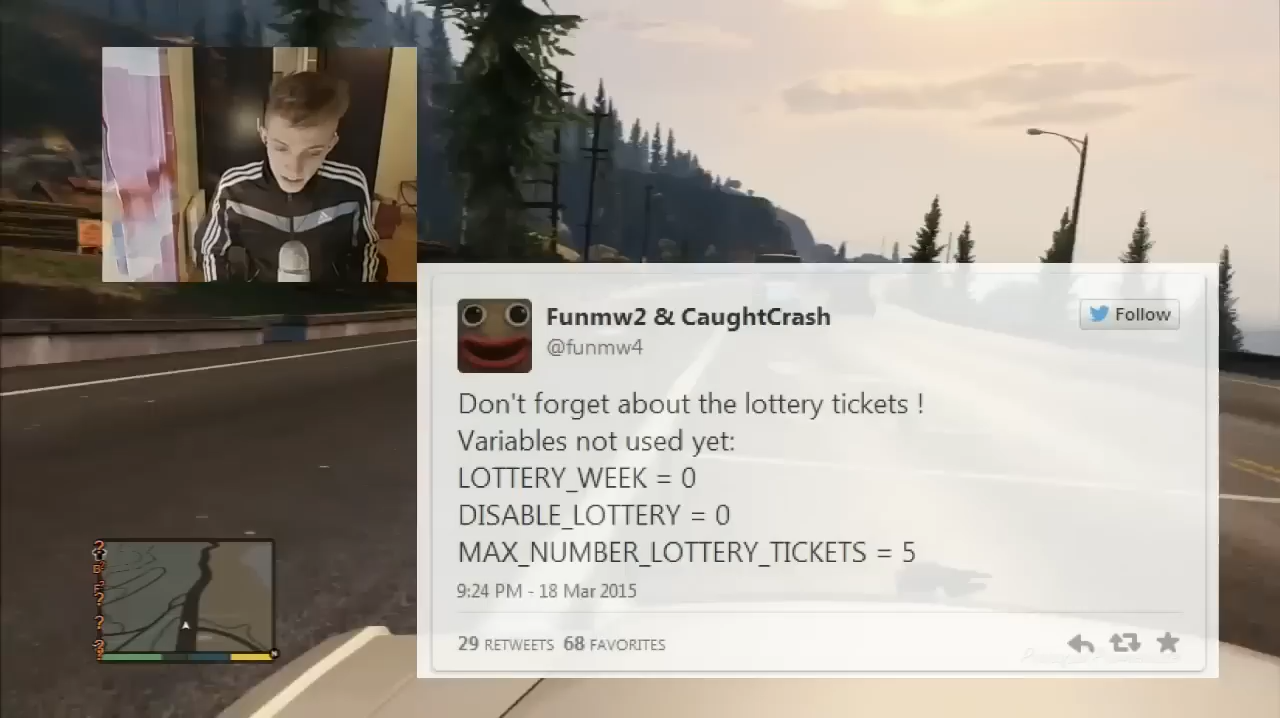 Funmw2 & CaughtCrash
Follow
@funmw4
Don't forget about the lottery tickets !
Variables not used yet:
LOTTERY_WEEK = 0
DISABLE_LOTTERY = 0
MAX_NUMBER_LOTTERY_TICKETS = 5
9:24 PM - 18 Mar 2015
29 RETWEETS 68 FAVORITES